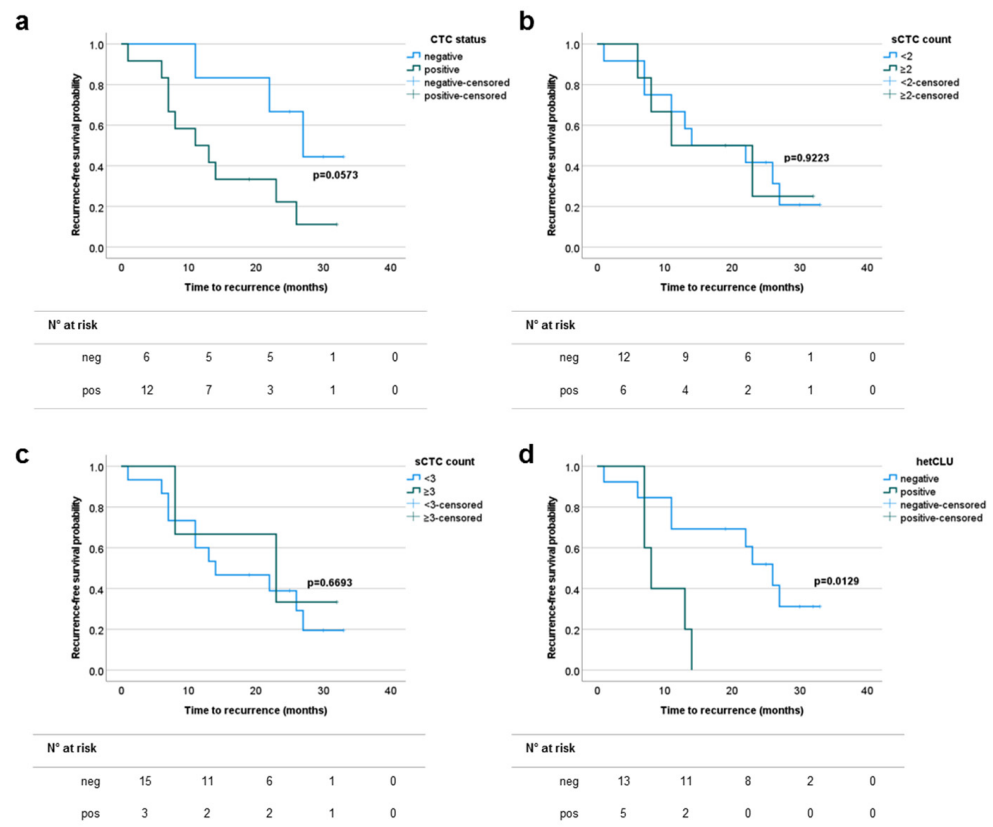 a
CTC status
negative
positive
negative-censored
positive-censored
Recurrence-free survival probability
1.0
0.8
0.6
0.4
0.2
0.0
p=0.0573
0 10 20 30 40
Time to recurrence (months)
N° at risk
neg 6 5 5 1 0
pos 12 7 3 1 0
b
sCTC count
<2
≥2
<2-censored
≥2-censored
Recurrence-free survival probability
1.0
0.8
0.6
0.4
0.2
0.0
p=0.9223
0 10 20 30 40
Time to recurrence (months)
N° at risk
neg 12 9 6 1 0
pos 6 4 2 1 0
c
sCTC count
<3
≥3
<3-censored
≥3-censored
Recurrence-free survival probability
1.0
0.8
0.6
0.4
0.2
0.0
p=0.6693
0 10 20 30 40
Time to recurrence (months)
N° at risk
neg 15 11 6 1 0
pos 3 2 2 1 0
d
hetCLU
negative
positive
negative-censored
positive-censored
Recurrence-free survival probability
1.0
0.8
0.6
0.4
0.2
0.0
p=0.0129
0 10 20 30 40
Time to recurrence (months)
N° at risk
neg 13 11 8 2 0
pos 5 2 0 0 0